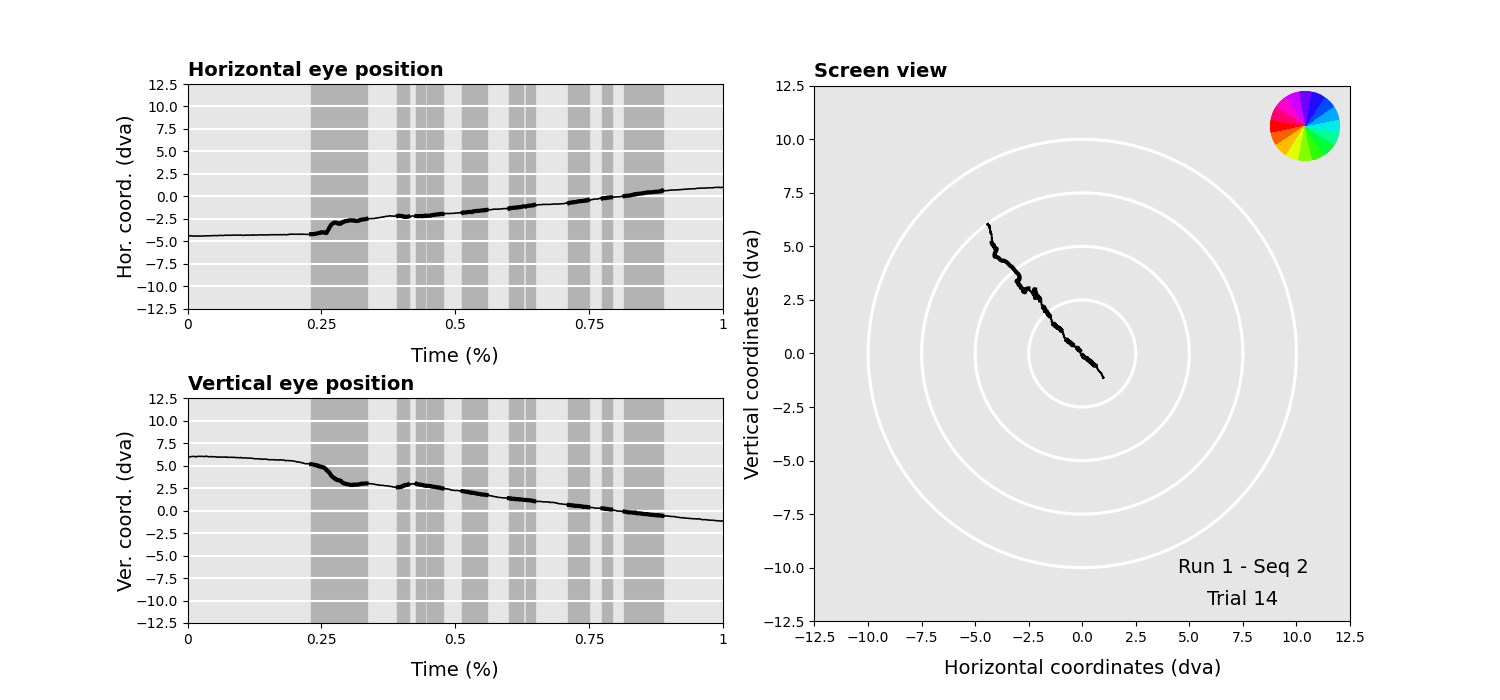 Horizontal eye position
12.5
10.0
7.5
5.0
2.5
0.0
−2.5
−5.0
−7.5
−10.0
−12.5
Hor. coord. (dva)
0 0.25 0.5 0.75 1
Time (%)
Vertical eye position
12.5
10.0
7.5
5.0
2.5
0.0
−2.5
−5.0
−7.5
−10.0
−12.5
Ver. coord. (dva)
0 0.25 0.5 0.75 1
Time (%)
Screen view
12.5
10.0
7.5
5.0
2.5
0.0
−2.5
−5.0
−7.5
−10.0
−12.5
Vertical coordinates (dva)
Run 1 - Seq 2
Trial 14
−12.5 −10.0 −7.5 −5.0 −2.5 0.0 2.5 5.0 7.5 10.0 12.5
Horizontal coordinates (dva)